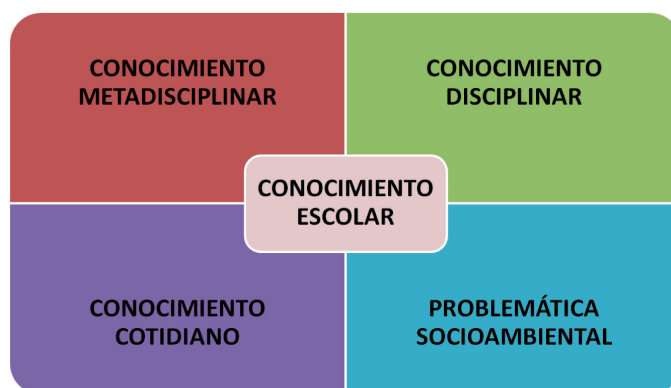 CONOCIMIENTO
METADISCIPLINAR
CONOCIMIENTO
DISCIPLINAR
CONOCIMIENTO
ESCOLAR
CONOCIMIENTO
COTIDIANO
PROBLEMÁTICA
SOCIOAMBIENTAL